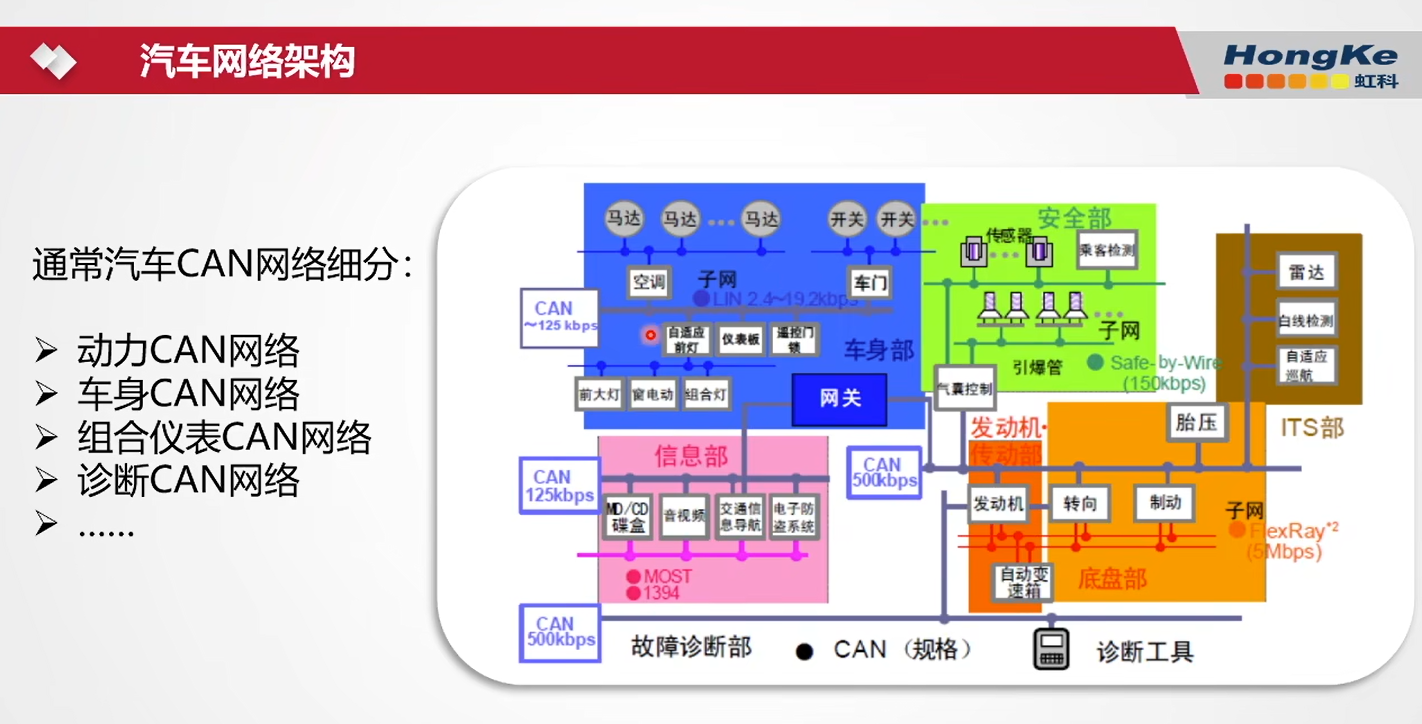 汽车网络架构
HongKe
虹科
通常汽车CAN网络细分：
➢ 动力CAN网络
➢ 车身CAN网络
➢ 组合仪表CAN网络
➢ 诊断CAN网络
➢ ……
马达 马达 马达 开关 开关
空调 子网 车门
LIN 2.4～19.2kbps
CAN
～125 kbps
自适应
前灯
仪表板
遥控门
锁
车身部
前大灯 窗电动 组合灯
网关
安全部
传感器
乘客检测
子网
引爆管
Safe-by-Wire
(150kbps)
气囊控制
雷达
白线检测
自适应
巡航
ITS部
信息部
CAN
125kbps
MD/CD
碟盒
音视频
交通信
息导航
电子防
盗系统
MOST
1394
CAN
500kbps
发动机·
传动部
胎压
发动机 转向 制动
子网
FlexRay*2
(5Mbps)
自动变
速箱
底盘部
CAN
500kbps
故障诊断部
CAN（规格）
诊断工具